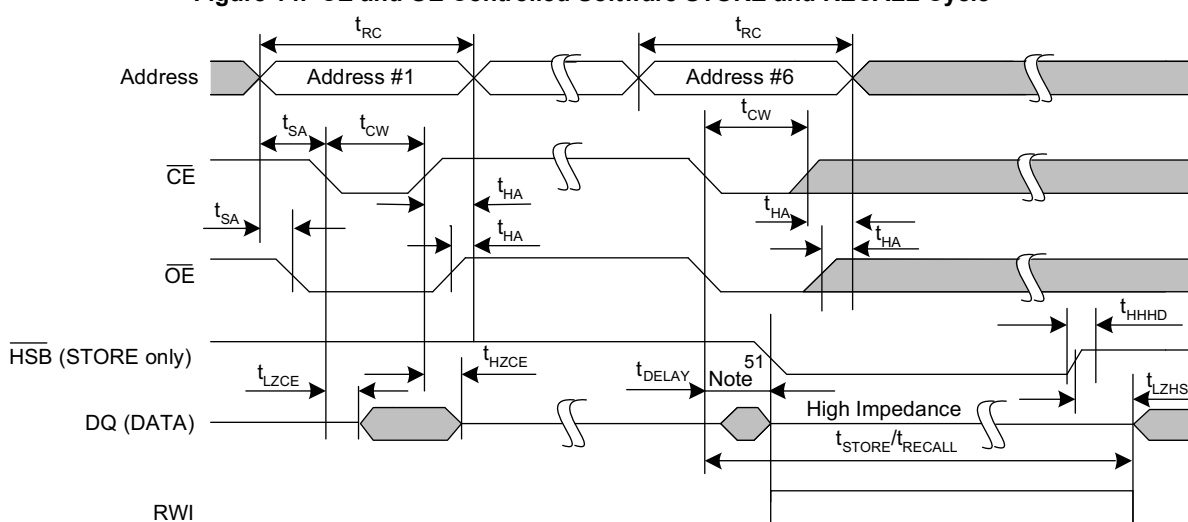 Figure 14. CE and OE Controlled Software STORE and RECALL Cycle
tRC tRC
Address Address #1 Address #6
tCW
tSA tCW
CE
tHA
tHA
tSA
tHA tHA
OE
tHHHD
HSB (STORE only)
tHZCE 51
tLZCE tDELAY Note
tLZHS
DQ (DATA) High Impedance
tSTORE/tRECALL
RWI